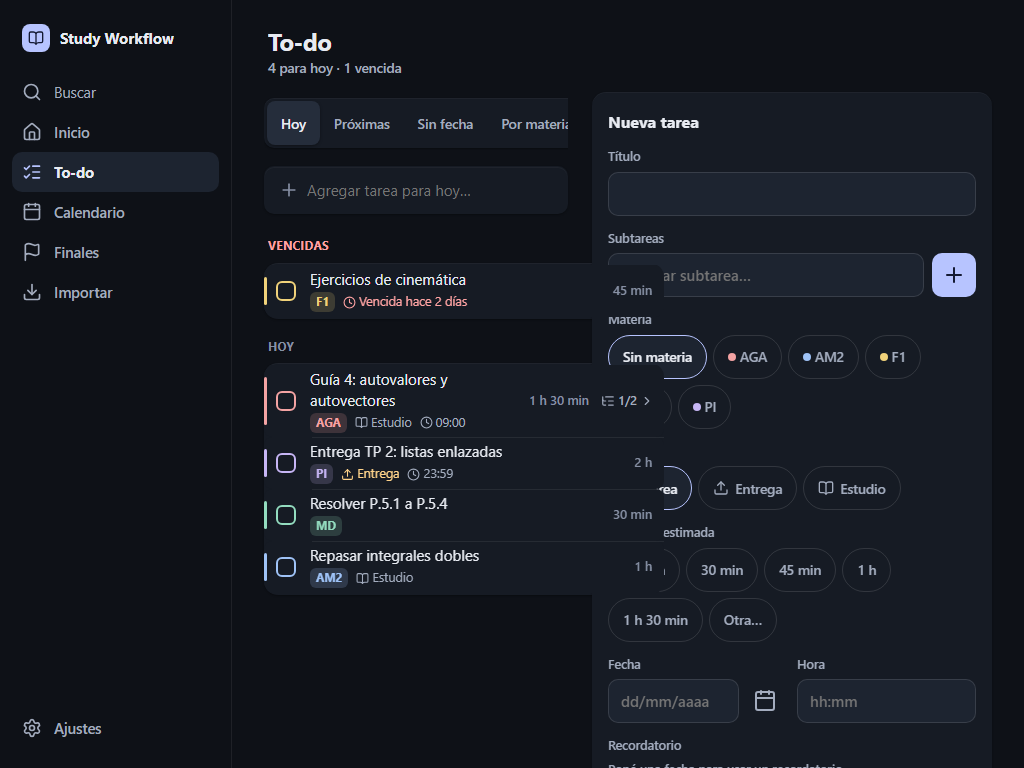 Study Workflow
Buscar
Inicio
To-do
Calendario
Finales
Importar
Ajustes
To-do
4 para hoy · 1 vencida
Hoy
Próximas
Sin fecha
Por materia
Agregar tarea para hoy...
VENCIDAS
Ejercicios de cinemática
F1 Vencida hace 2 días
45 min
HOY
Guía 4: autovalores y
autovectores
AGA Estudio 09:00
1 h 30 min 1/2
Entrega TP 2: listas enlazadas
PI Entrega 23:59
2 h
Resolver P.5.1 a P.5.4
MD
30 min
Repasar integrales dobles
AM2 Estudio
1 h
Nueva tarea
Título
Subtareas
subtarea...
Materia
Sin materia AGA AM2 F1
PI
Entrega Estudio
estimada
30 min 45 min 1 h
1 h 30 min Otra...
Fecha Hora
dd/mm/aaaa hh:mm
Recordatorio